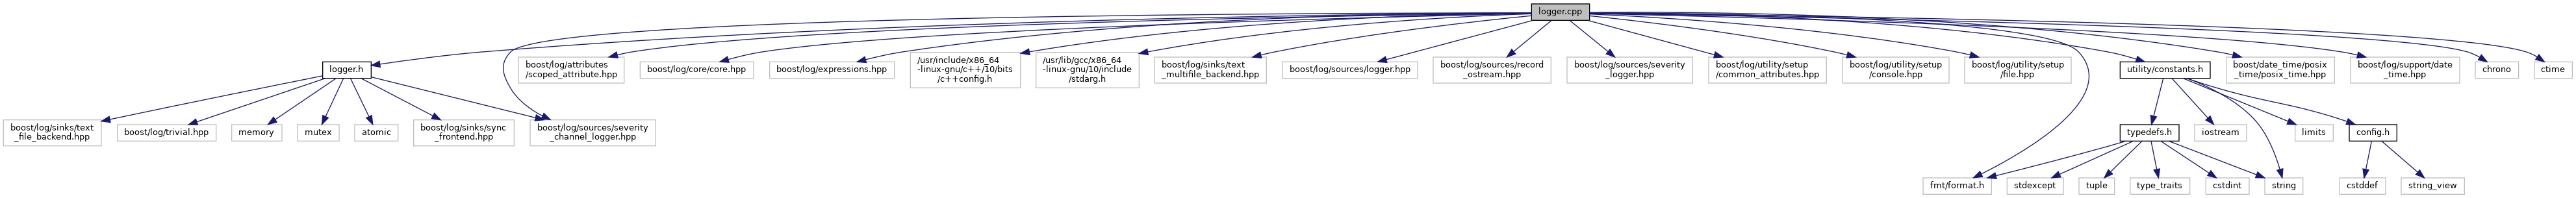 logger.cpp
logger.h
boost/log/attributes
/scoped_attribute.hpp
boost/log/core/core.hpp
boost/log/expressions.hpp
/usr/include/x86_64
-linux-gnu/c++/10/bits
/c++config.h
/usr/lib/gcc/x86_64
-linux-gnu/10/include
/stdarg.h
boost/log/sinks/text
_multifile_backend.hpp
boost/log/sources/logger.hpp
boost/log/sources/record
_ostream.hpp
boost/log/sources/severity
_logger.hpp
boost/log/utility/setup
/common_attributes.hpp
boost/log/utility/setup
/console.hpp
boost/log/utility/setup
/file.hpp
utility/constants.h
boost/date_time/posix
_time/posix_time.hpp
boost/log/support/date
_time.hpp
chrono
ctime
boost/log/sinks/text
_file_backend.hpp
boost/log/trivial.hpp
memory
mutex
atomic
boost/log/sinks/sync
_frontend.hpp
boost/log/sources/severity
_channel_logger.hpp
typedefs.h
iostream
limits
config.h
fmt/format.h
stdexcept
tuple
type_traits
cstdint
string
cstddef
string_view